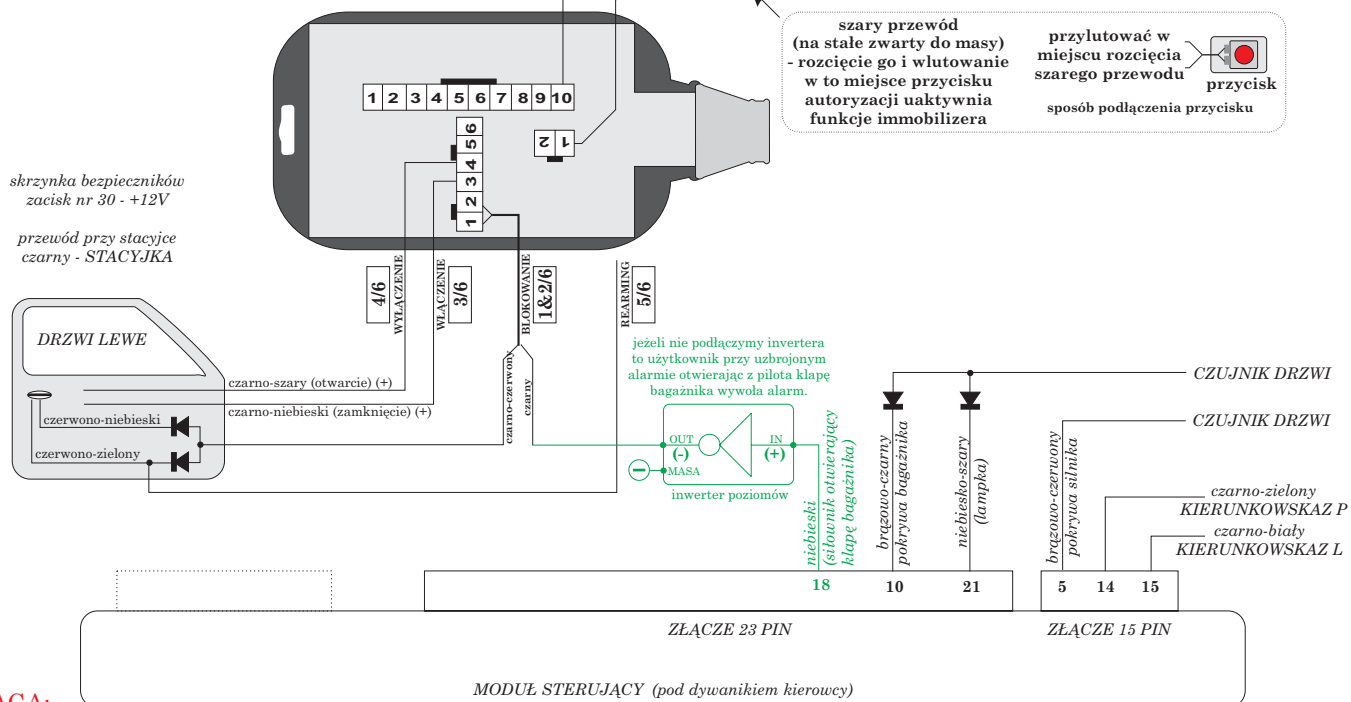 szary przewód
(na stałe zwarty do masy)
- rozcięcie go i wlutowanie
w to miejsce przycisku
autoryzacji uaktywnia
funkcje immobilizera
przylutować w
miejscu rozcięcia
szarego przewodu
przycisk
sposób podłączenia przycisku
1 2 3 4 5 6 7 8 9 10
1 2 3 4 5 6
1 2
skrzynka bezpieczników
zacisk nr 30 - +12V
przewód przy stacyjce
czarny - STACYJKA
4/6
WYŁĄCZENIE
WŁĄCZENIE
3/6
BLOKOWANIE
1&2/6
REARMING
5/6
DRZWI LEWE
czarno-szary (otwarcie) (+)
czarno-niebieski (zamknięcie) (+)
czerwono-niebieski
czerwono-zielony
czarno-czerwony
czarny
jeżeli nie podłączymy invertera
to użytkownik przy uzbrojonym
alarmie otwierając z pilota klapę
bagażnika wywoła alarm.
OUT
(-)
IN
(+)
MASA
inwerter poziomów
niebieski
(siłownik otwierający
klapę bagażnika)
brązowo-czarny
pokrywa bagażnika
niebiesko-szary
(lampka)
brązowo-czerwony
pokrywa silnika
CZUJNIK DRZWI
CZUJNIK DRZWI
czarno-zielony
KIERUNKOWSKAZ P
czarno-biały
KIERUNKOWSKAZ L
18 10 21
5 14 15
ZŁĄCZE 23 PIN
ZŁĄCZE 15 PIN
MODUŁ STERUJĄCY (pod dywanikiem kierowcy)